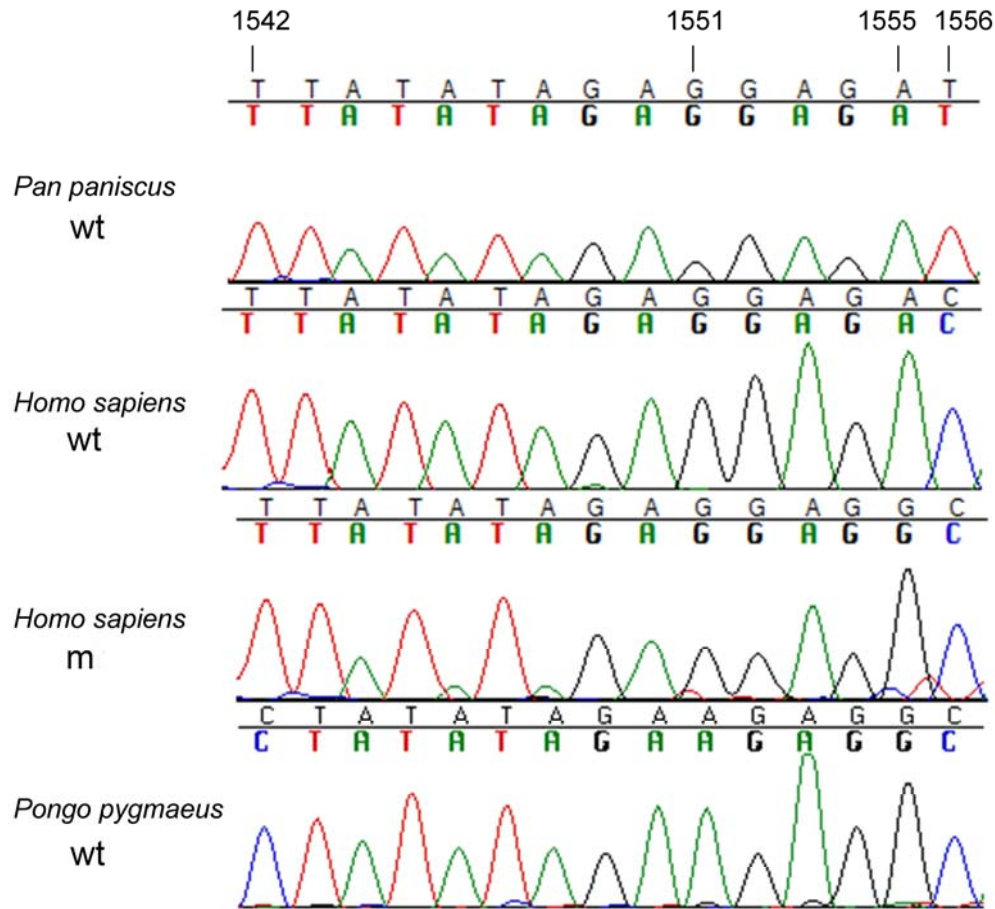 1542 1551 1555 1556
T T A T A T A G A G G A G A T
T T A T A T A G A G G A G A T
Pan paniscus
wt
T T A T A T A G A G G A G A C
T T A T A T A G A G G A G A C
Homo sapiens
wt
T T A T A T A G A G G A G G C
T T A T A T A G A G G A G G C
Homo sapiens
m
C T A T A T A G A A G A G G C
C T A T A T A G A A G A G G C
Pongo pygmaeus
wt